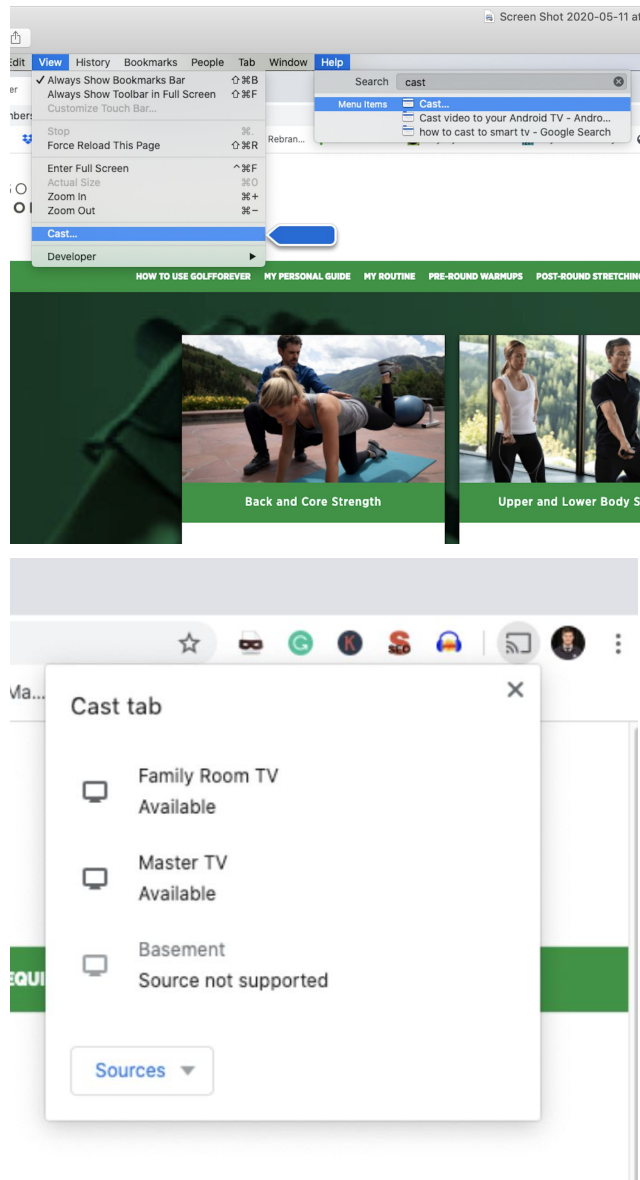 Screen Shot 2020-05-11 at
Edit View History Bookmarks People Tab Window Help
✓ Always Show Bookmarks Bar ⇧⌘B
Always Show Toolbar in Full Screen ⇧⌘F
Customize Touch Bar...
Stop ⌘.
Force Reload This Page ⇧⌘R
Enter Full Screen ^⌘F
Actual Size ⌘0
Zoom In ⌘+
Zoom Out ⌘−
Cast...
Developer ▶
Search cast
Menu Items Cast...
Cast video to your Android TV - Andro...
how to cast to smart tv - Google Search
Rebran...
HOW TO USE GOLFFOREVER MY PERSONAL GUIDE MY ROUTINE PRE-ROUND WARMUPS POST-ROUND STRETCHING
Back and Core Strength
Upper and Lower Body S
Ma...
K
SEO
Cast tab
Family Room TV
Available
Master TV
Available
Basement
Source not supported
EQUI
Sources